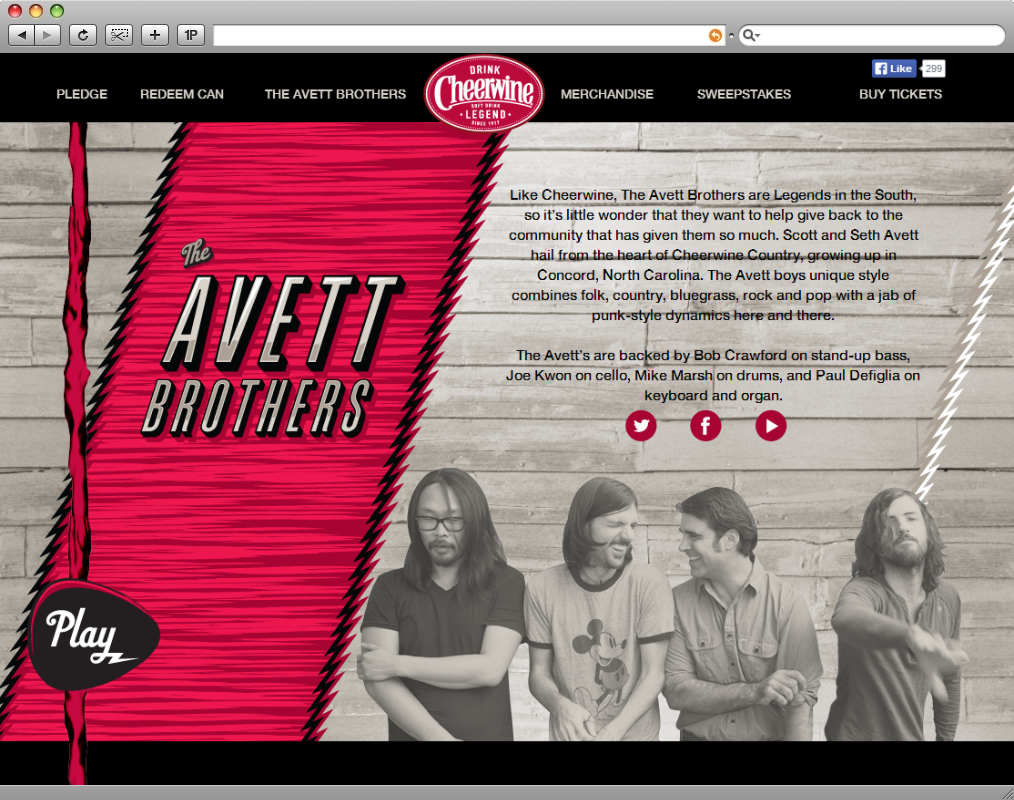 1P
Like
299
PLEDGE
REDEEM CAN
THE AVETT BROTHERS
DRINK
Cheerwine
SOFT DRINK
LEGEND
SINCE 1917
MERCHANDISE
SWEEPSTAKES
BUY TICKETS
The
AVETT
BROTHERS
Like Cheerwine, The Avett Brothers are Legends in the South,
so it's little wonder that they want to help give back to the
community that has given them so much. Scott and Seth Avett
hail from the heart of Cheerwine Country, growing up in
Concord, North Carolina. The Avett boys unique style
combines folk, country, bluegrass, rock and pop with a jab of
punk-style dynamics here and there.
The Avett's are backed by Bob Crawford on stand-up bass,
Joe Kwon on cello, Mike Marsh on drums, and Paul Defiglia on
keyboard and organ.
Play